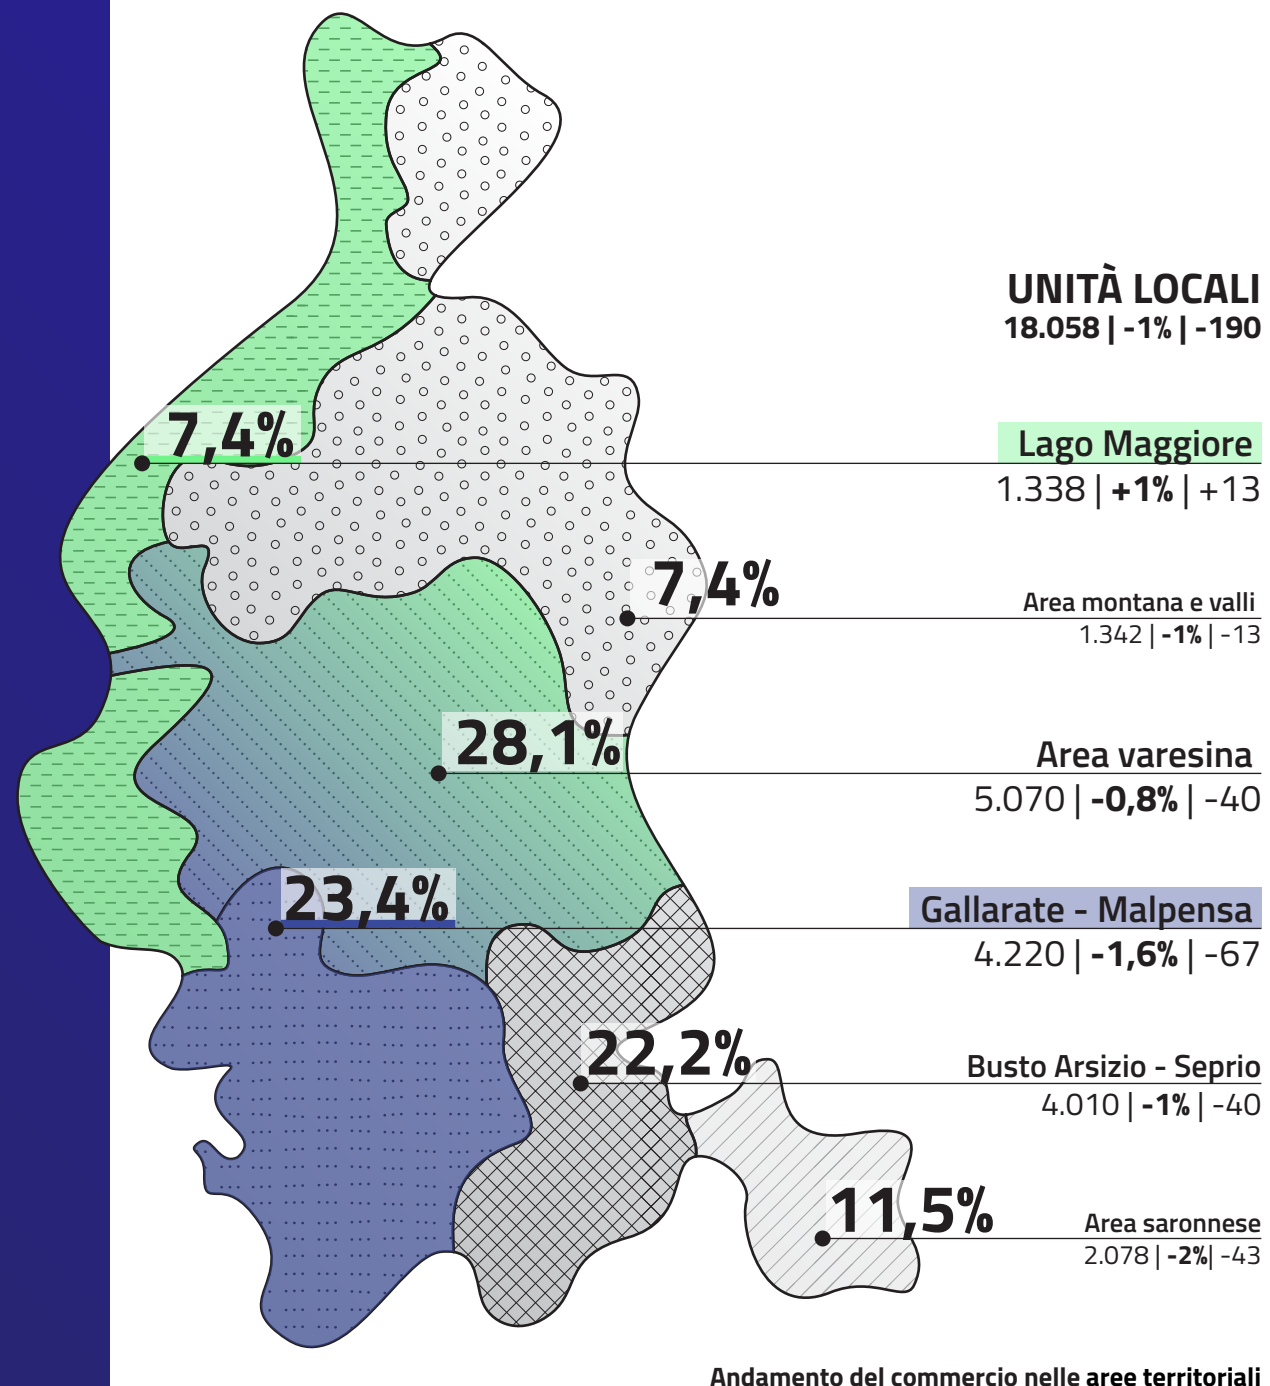 UNITÀ LOCALI
18.058 | -1% | -190
7,4%
Lago Maggiore
1.338 | +1% | +13
7,4%
Area montana e valli
1.342 | -1% | -13
28,1%
Area varesina
5.070 | -0,8% | -40
23,4%
Gallarate - Malpensa
4.220 | -1,6% | -67
22,2%
Busto Arsizio - Seprio
4.010 | -1% | -40
11,5%
Area saronnese
2.078 | -2%| -43
Andamento del commercio nelle aree territoriali